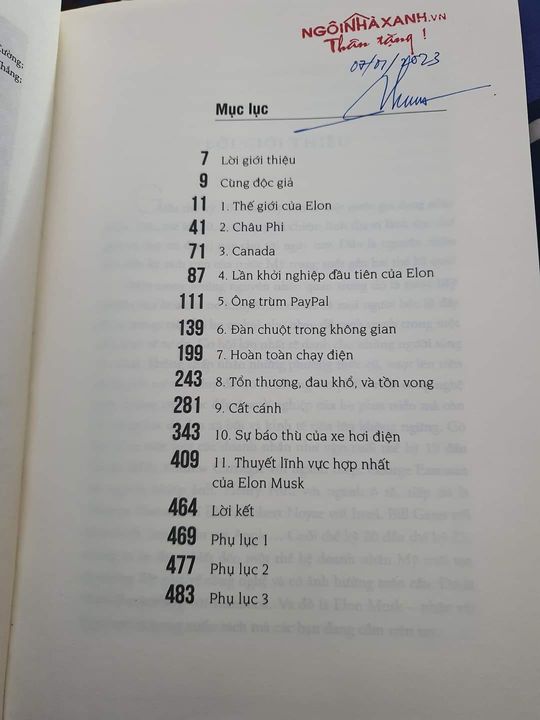 ường;
hắng;
NGÔINHÀXANH.VN
Thân tặng!
07/01/2023
Mục lục
7 Lời giới thiệu
9 Cùng độc giả
11 1. Thế giới của Elon
41 2. Châu Phi
71 3. Canada
87 4. Lần khởi nghiệp đầu tiên của Elon
111 5. Ông trùm PayPal
139 6. Đàn chuột trong không gian
199 7. Hoàn toàn chạy điện
243 8. Tổn thương, đau khổ, và tồn vong
281 9. Cất cánh
343 10. Sự báo thù của xe hơi điện
409 11. Thuyết lĩnh vực hợp nhất
của Elon Musk
464 Lời kết
469 Phụ lục 1
477 Phụ lục 2
483 Phụ lục 3